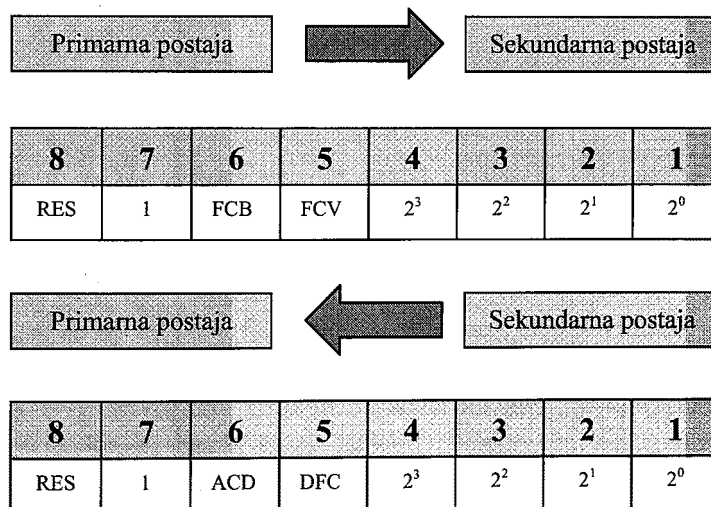 Primarna postaja Sekundarna postaja
8 7 6 5 4 3 2 1
RES 1 FCB FCV 2³ 2² 2¹ 2⁰
Primarna postaja Sekundarna postaja
8 7 6 5 4 3 2 1
RES 1 ACD DFC 2³ 2² 2¹ 2⁰